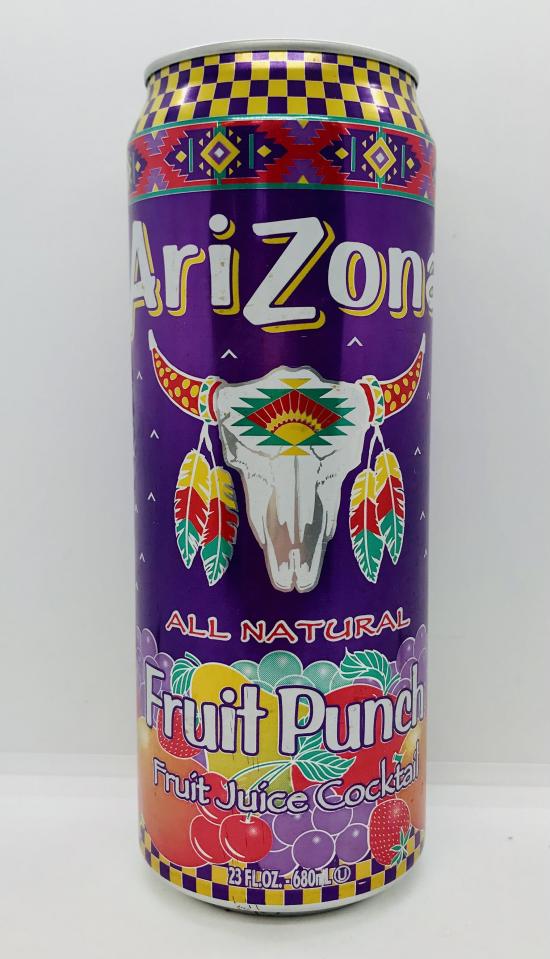 AriZona
ALL NATURAL
Fruit Punch
Fruit Juice Cocktail
23 FL.OZ. - 680mL Ⓤ